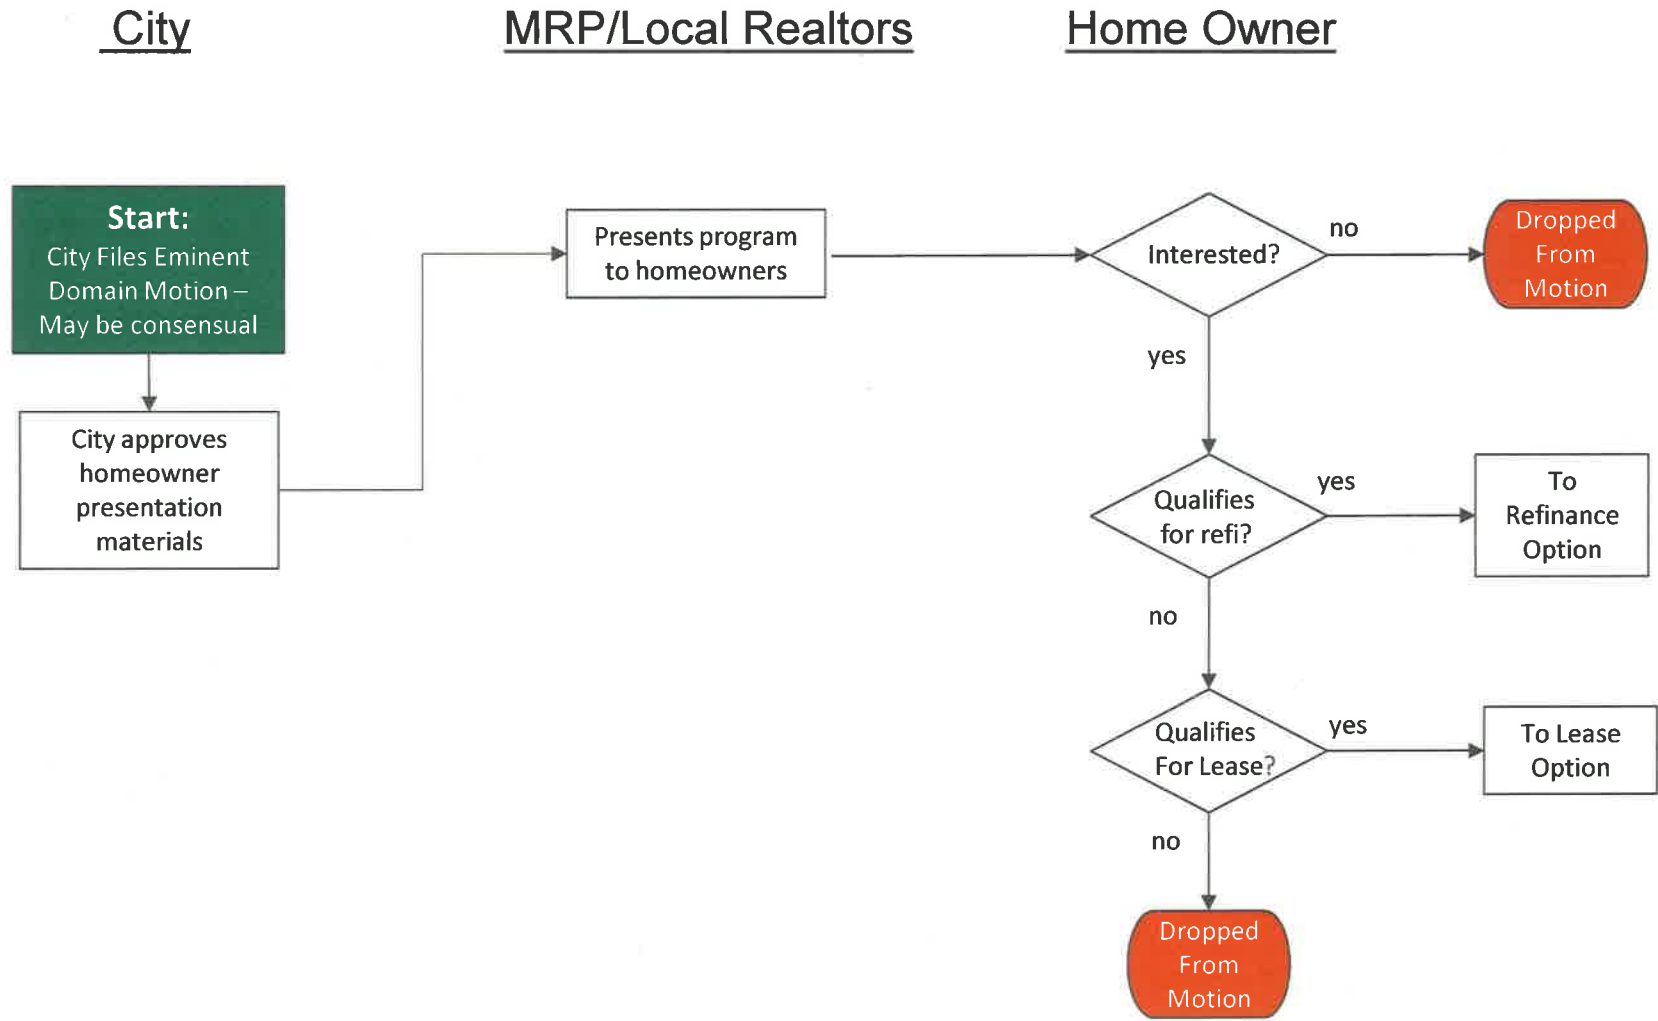 City
MRP/Local Realtors
Home Owner
Start:
City Files Eminent
Domain Motion –
May be consensual
City approves
homeowner
presentation
materials
Presents program
to homeowners
Interested?
no
Dropped
From
Motion
yes
Qualifies
for refi?
yes
To
Refinance
Option
no
Qualifies
For Lease?
yes
To Lease
Option
no
Dropped
From
Motion